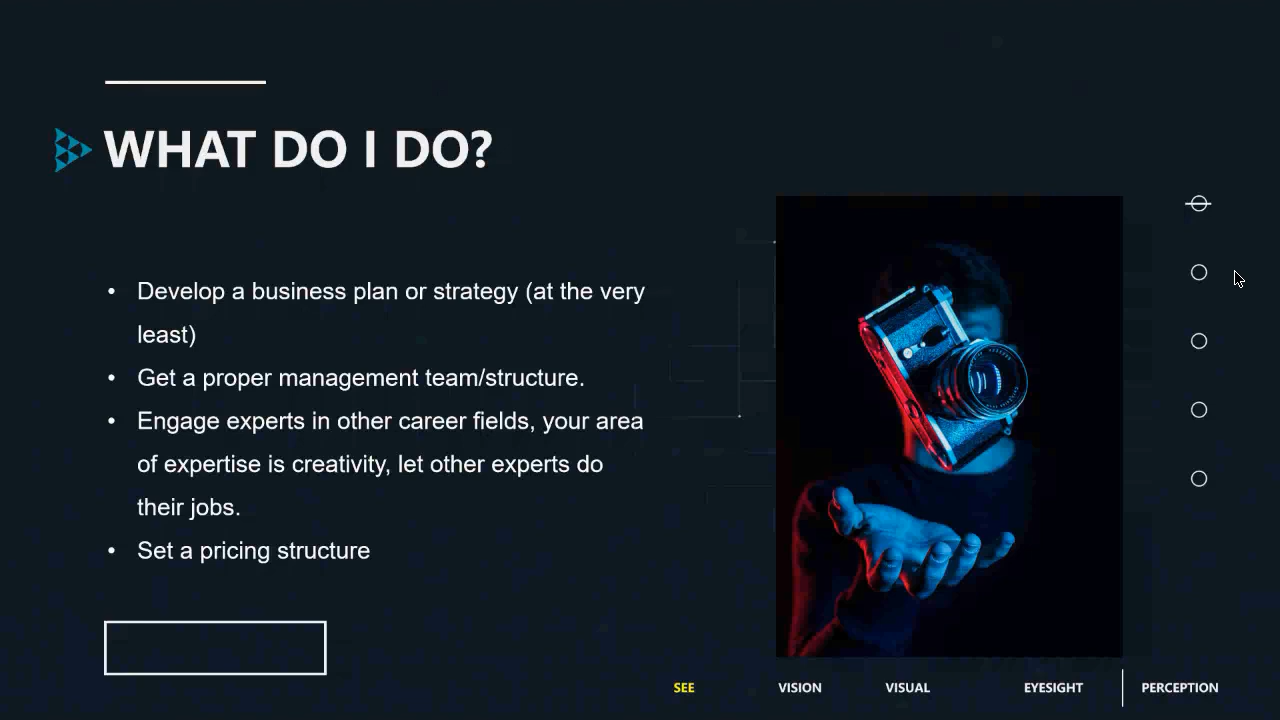 WHAT DO I DO?
• Develop a business plan or strategy (at the very
least)
• Get a proper management team/structure.
• Engage experts in other career fields, your area
of expertise is creativity, let other experts do
their jobs.
• Set a pricing structure
SEE VISION VISUAL EYESIGHT PERCEPTION